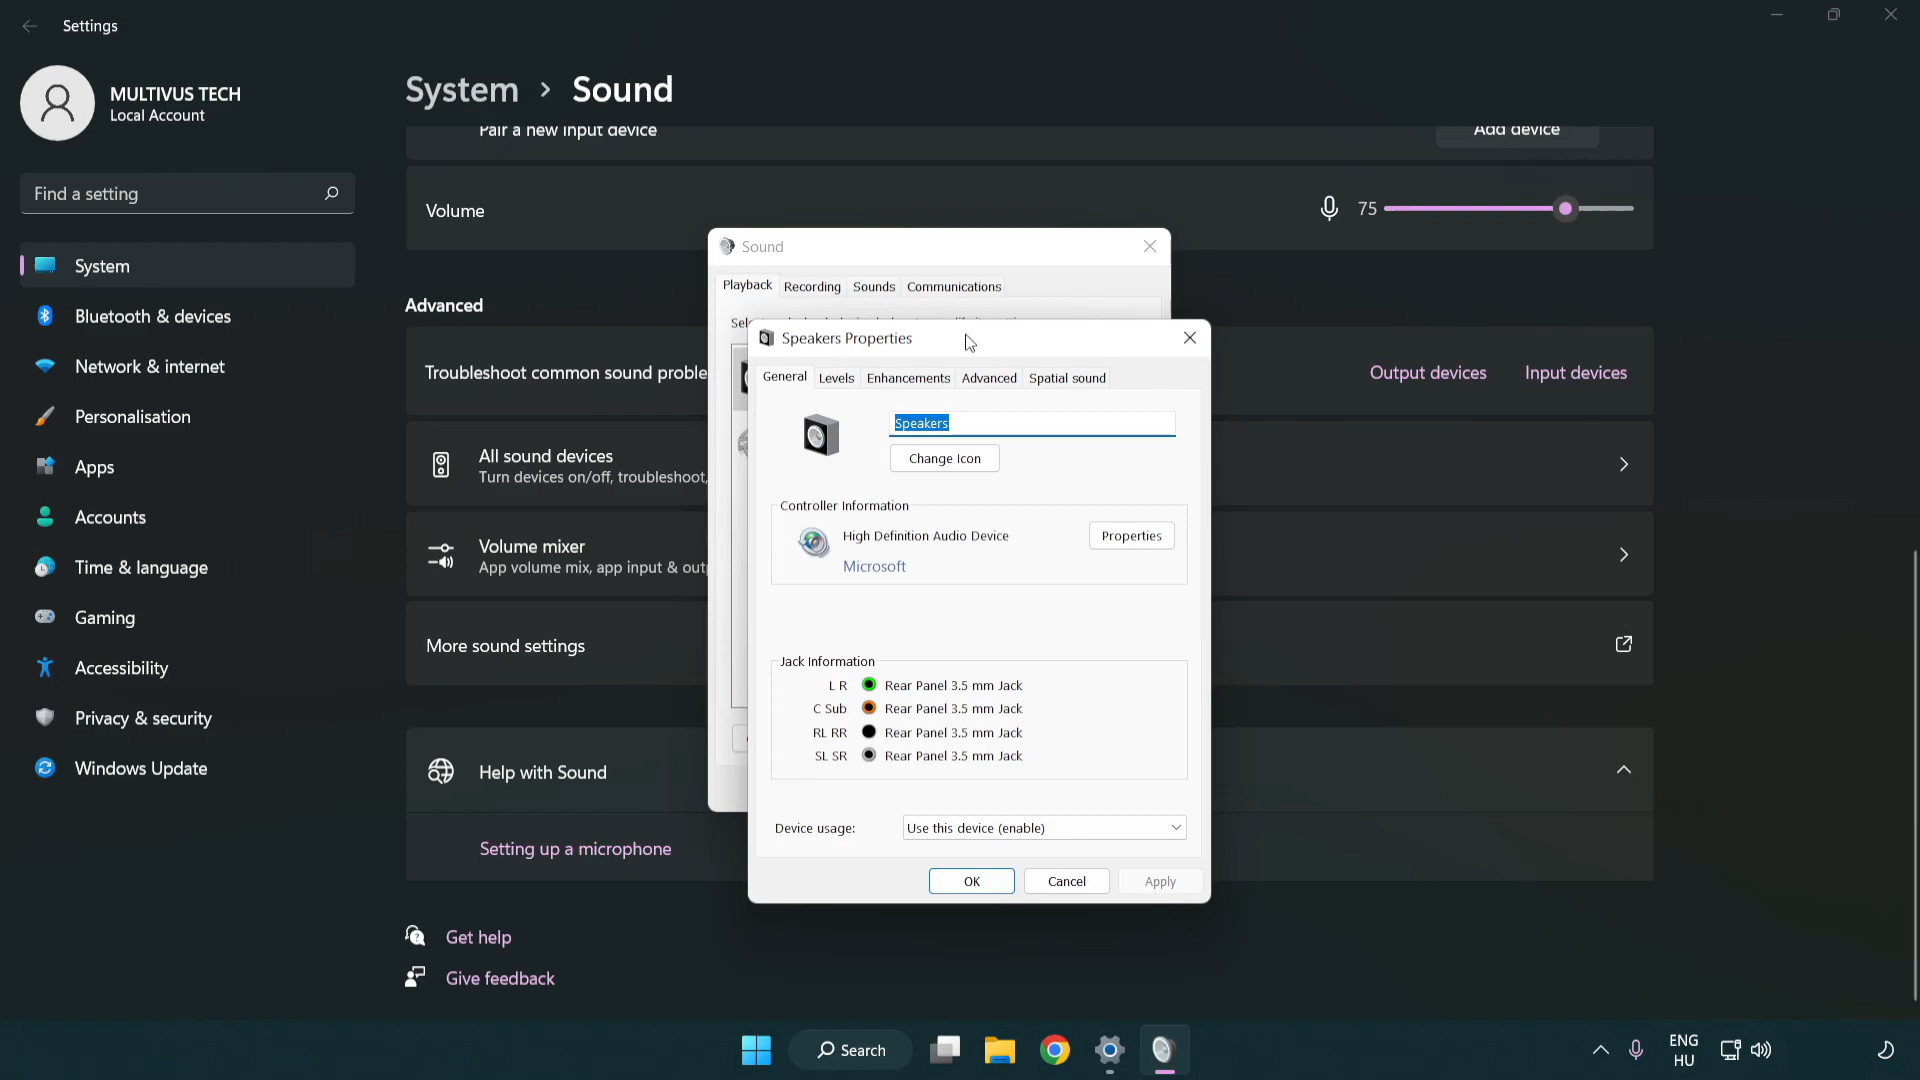 Settings
MULTIVUS TECH
Local Account
Find a setting
System
Bluetooth & devices
Network & internet
Personalisation
Apps
Accounts
Time & language
Gaming
Accessibility
Privacy & security
Windows Update
System › Sound
Pair a new input device
Add device
Volume
75
Advanced
Troubleshoot common sound proble
Output devices
Input devices
All sound devices
Turn devices on/off, troubleshoot,
Volume mixer
App volume mix, app input & out
More sound settings
Help with Sound
Setting up a microphone
Get help
Give feedback
Sound
Playback Recording Sounds Communications
Speakers Properties
General Levels Enhancements Advanced Spatial sound
Speakers
Change Icon
Controller Information
High Definition Audio Device
Properties
Microsoft
Jack Information
L R Rear Panel 3.5 mm Jack
C Sub Rear Panel 3.5 mm Jack
RL RR Rear Panel 3.5 mm Jack
SL SR Rear Panel 3.5 mm Jack
Device usage:
Use this device (enable)
OK Cancel Apply
Search
ENG
HU